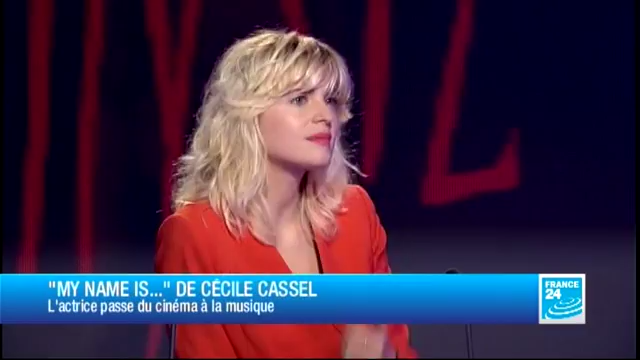 "MY NAME IS..." DE CÉCILE CASSEL
L'actrice passe du cinéma à la musique
FRANCE
24